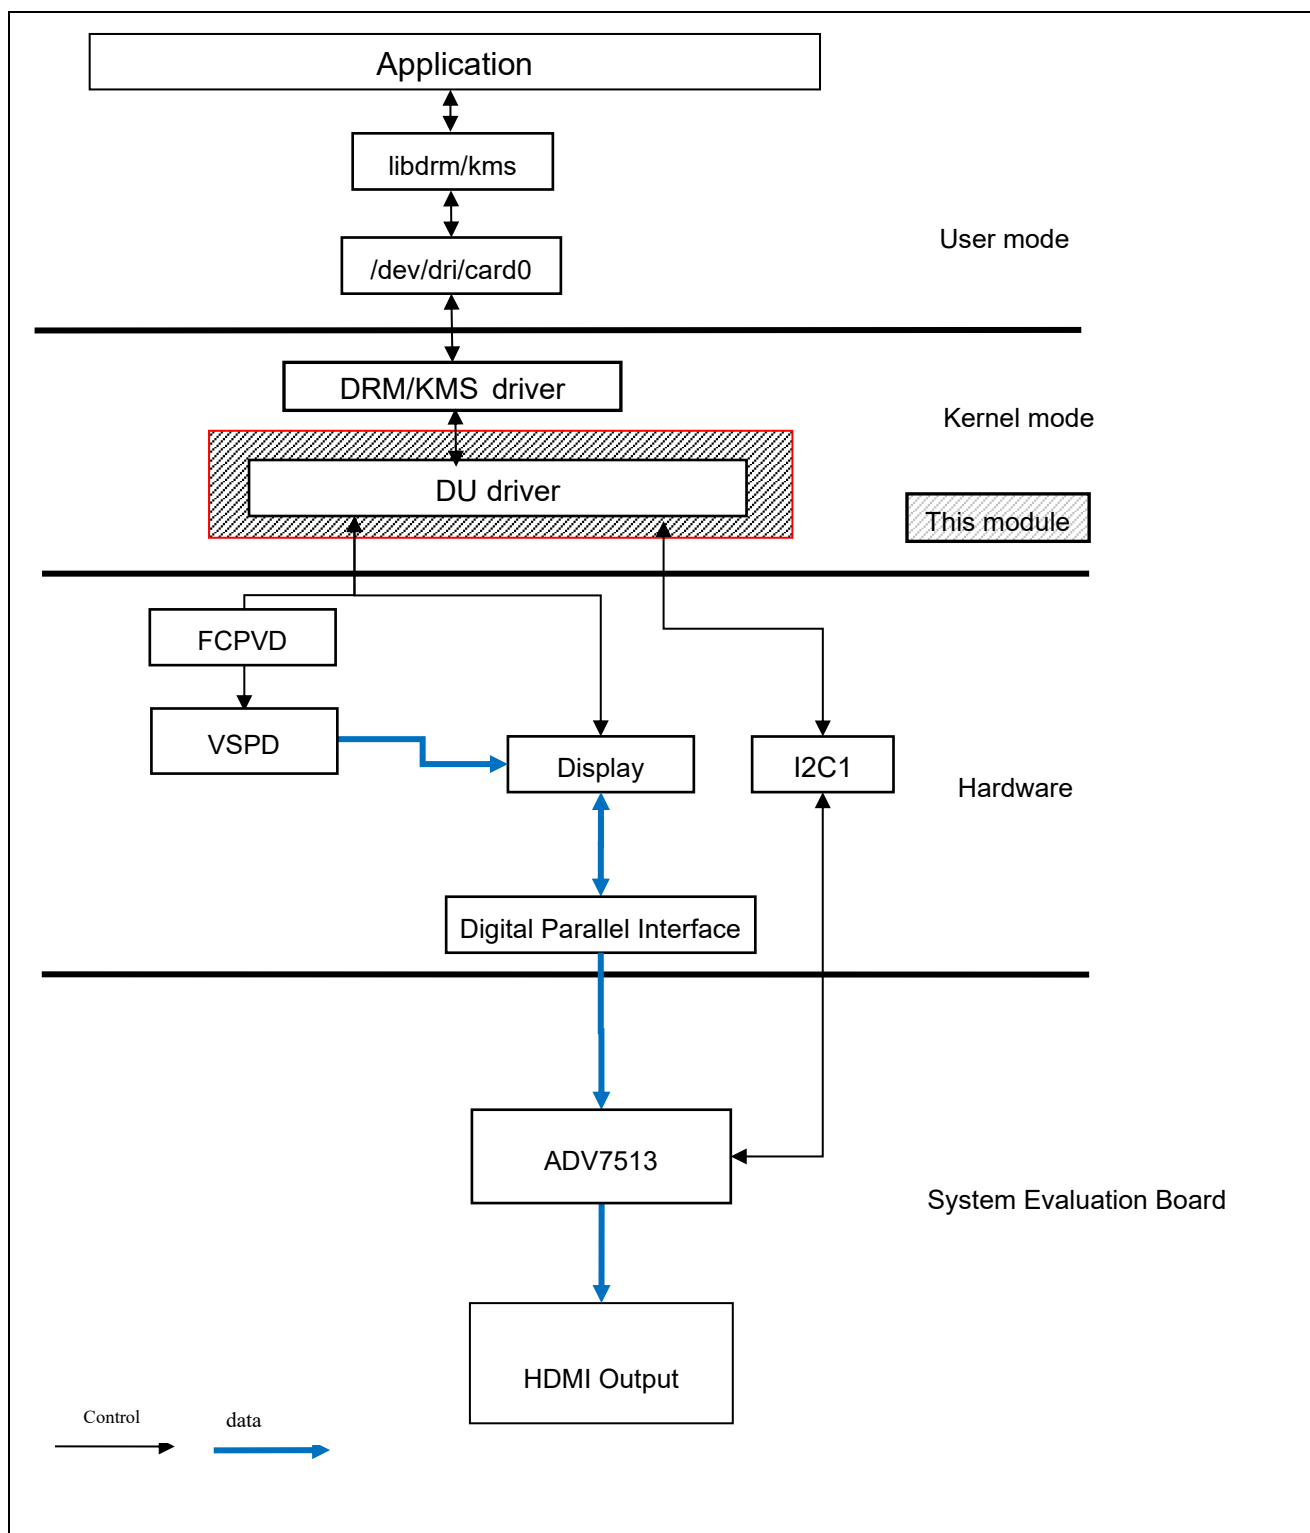 Application
libdrm/kms
User mode
/dev/dri/card0
DRM/KMS driver
Kernel mode
DU driver
This module
FCPVD
VSPD
Display
I2C1
Hardware
Digital Parallel Interface
ADV7513
System Evaluation Board
HDMI Output
Control
data